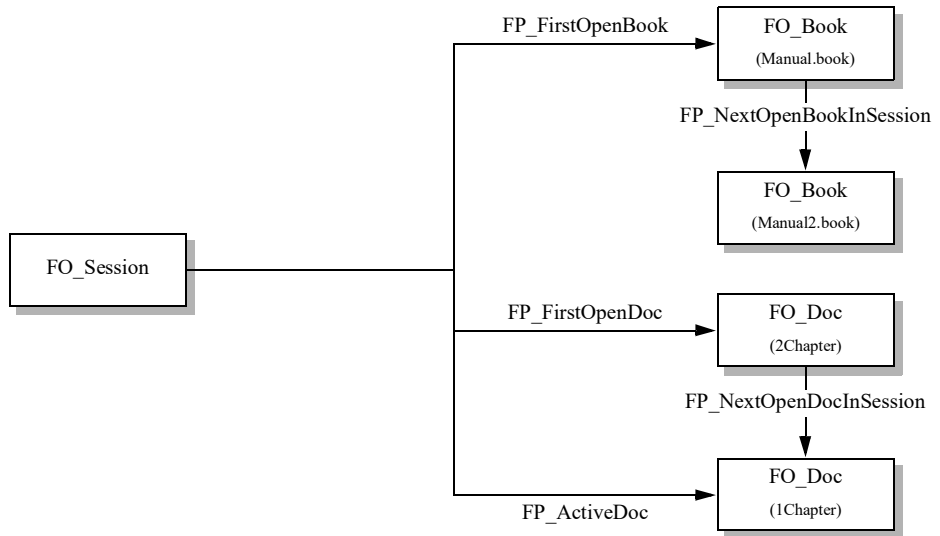 FP_FirstOpenBook
FO_Book
(Manual.book)
FP_NextOpenBookInSession
FO_Book
(Manual2.book)
FO_Session
FP_FirstOpenDoc
FO_Doc
(2Chapter)
FP_NextOpenDocInSession
FO_Doc
(1Chapter)
FP_ActiveDoc